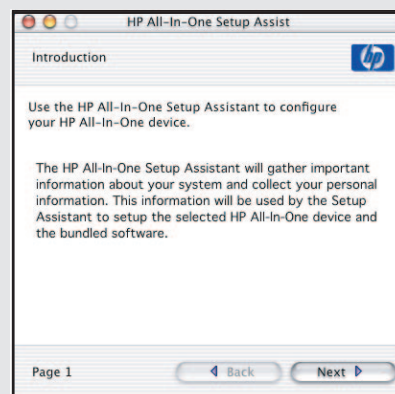 HP All-In-One Setup Assist
Introduction
hp
Use the HP All-In-One Setup Assistant to configure
your HP All-In-One device.
The HP All-In-One Setup Assistant will gather important
information about your system and collect your personal
information. This information will be used by the Setup
Assistant to setup the selected HP All-In-One device and
the bundled software.
Page 1
Back
Next